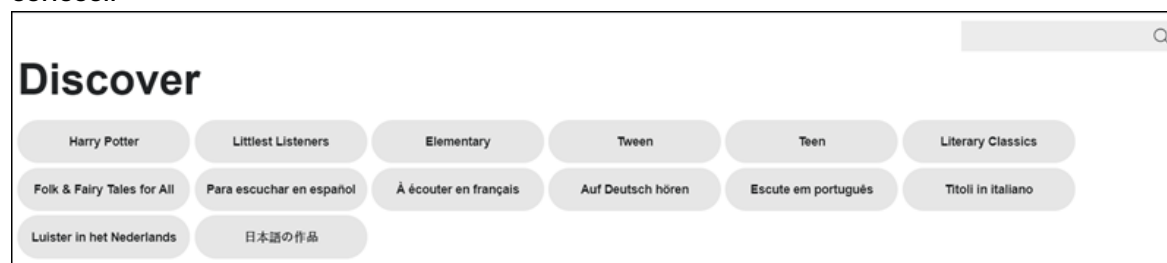 Discover
Harry Potter Littlest Listeners Elementary Tween Teen Literary Classics
Folk & Fairy Tales for All Para escuchar en español À écouter en français Auf Deutsch hören Escute em português Titoli in italiano
Luister in het Nederlands 日本語の作品